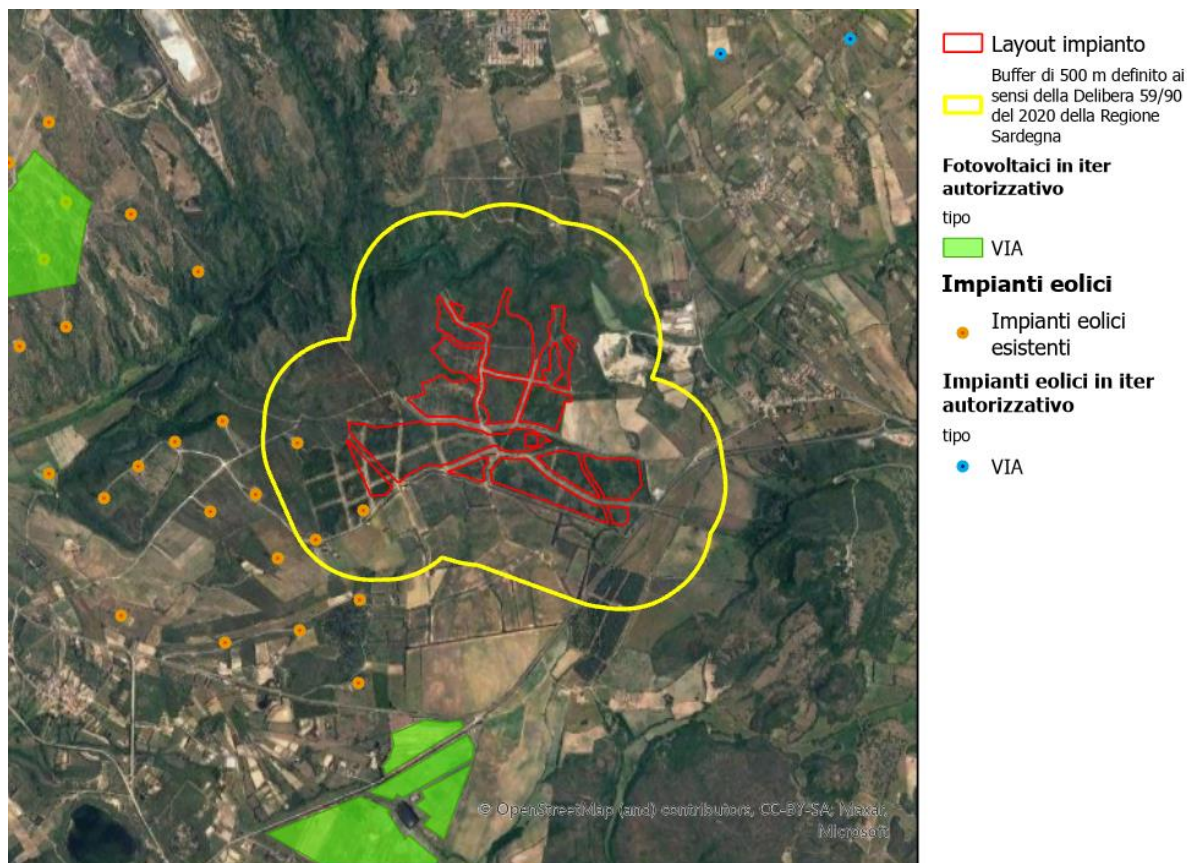 Layout impianto
Buffer di 500 m definito ai
sensi della Delibera 59/90
del 2020 della Regione
Sardegna
Fotovoltaici in iter
autorizzativo
tipo
VIA
Impianti eolici
Impianti eolici
esistenti
Impianti eolici in iter
autorizzativo
tipo
VIA
© OpenStreetMap (and) contributors, CC-BY-SA, Maxar,
Microsoft